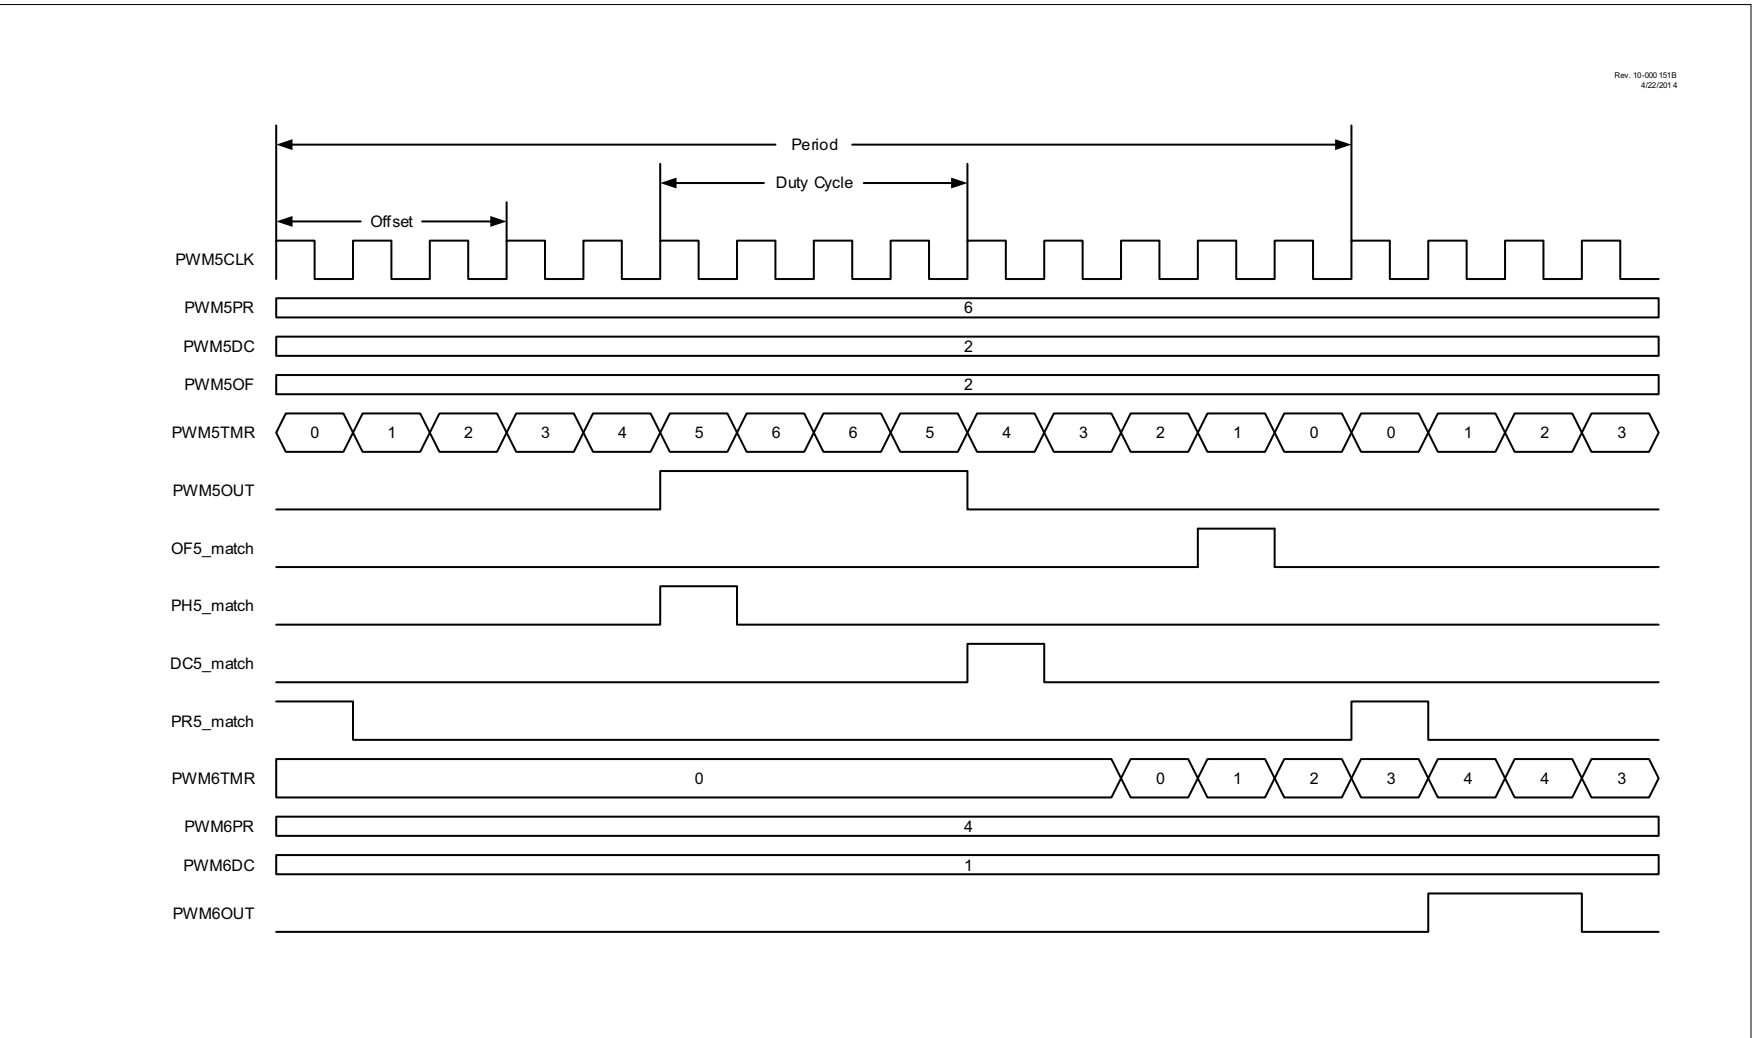 Rev. 10-000 151B
4/22/201 4
Period
Duty Cycle
Offset
PWM5CLK
PWM5PR 6
PWM5DC 2
PWM5OF 2
PWM5TMR 0 1 2 3 4 5 6 6 5 4 3 2 1 0 0 1 2 3
PWM5OUT
OF5_match
PH5_match
DC5_match
PR5_match
PWM6TMR 0 0 1 2 3 4 4 3
PWM6PR 4
PWM6DC 1
PWM6OUT